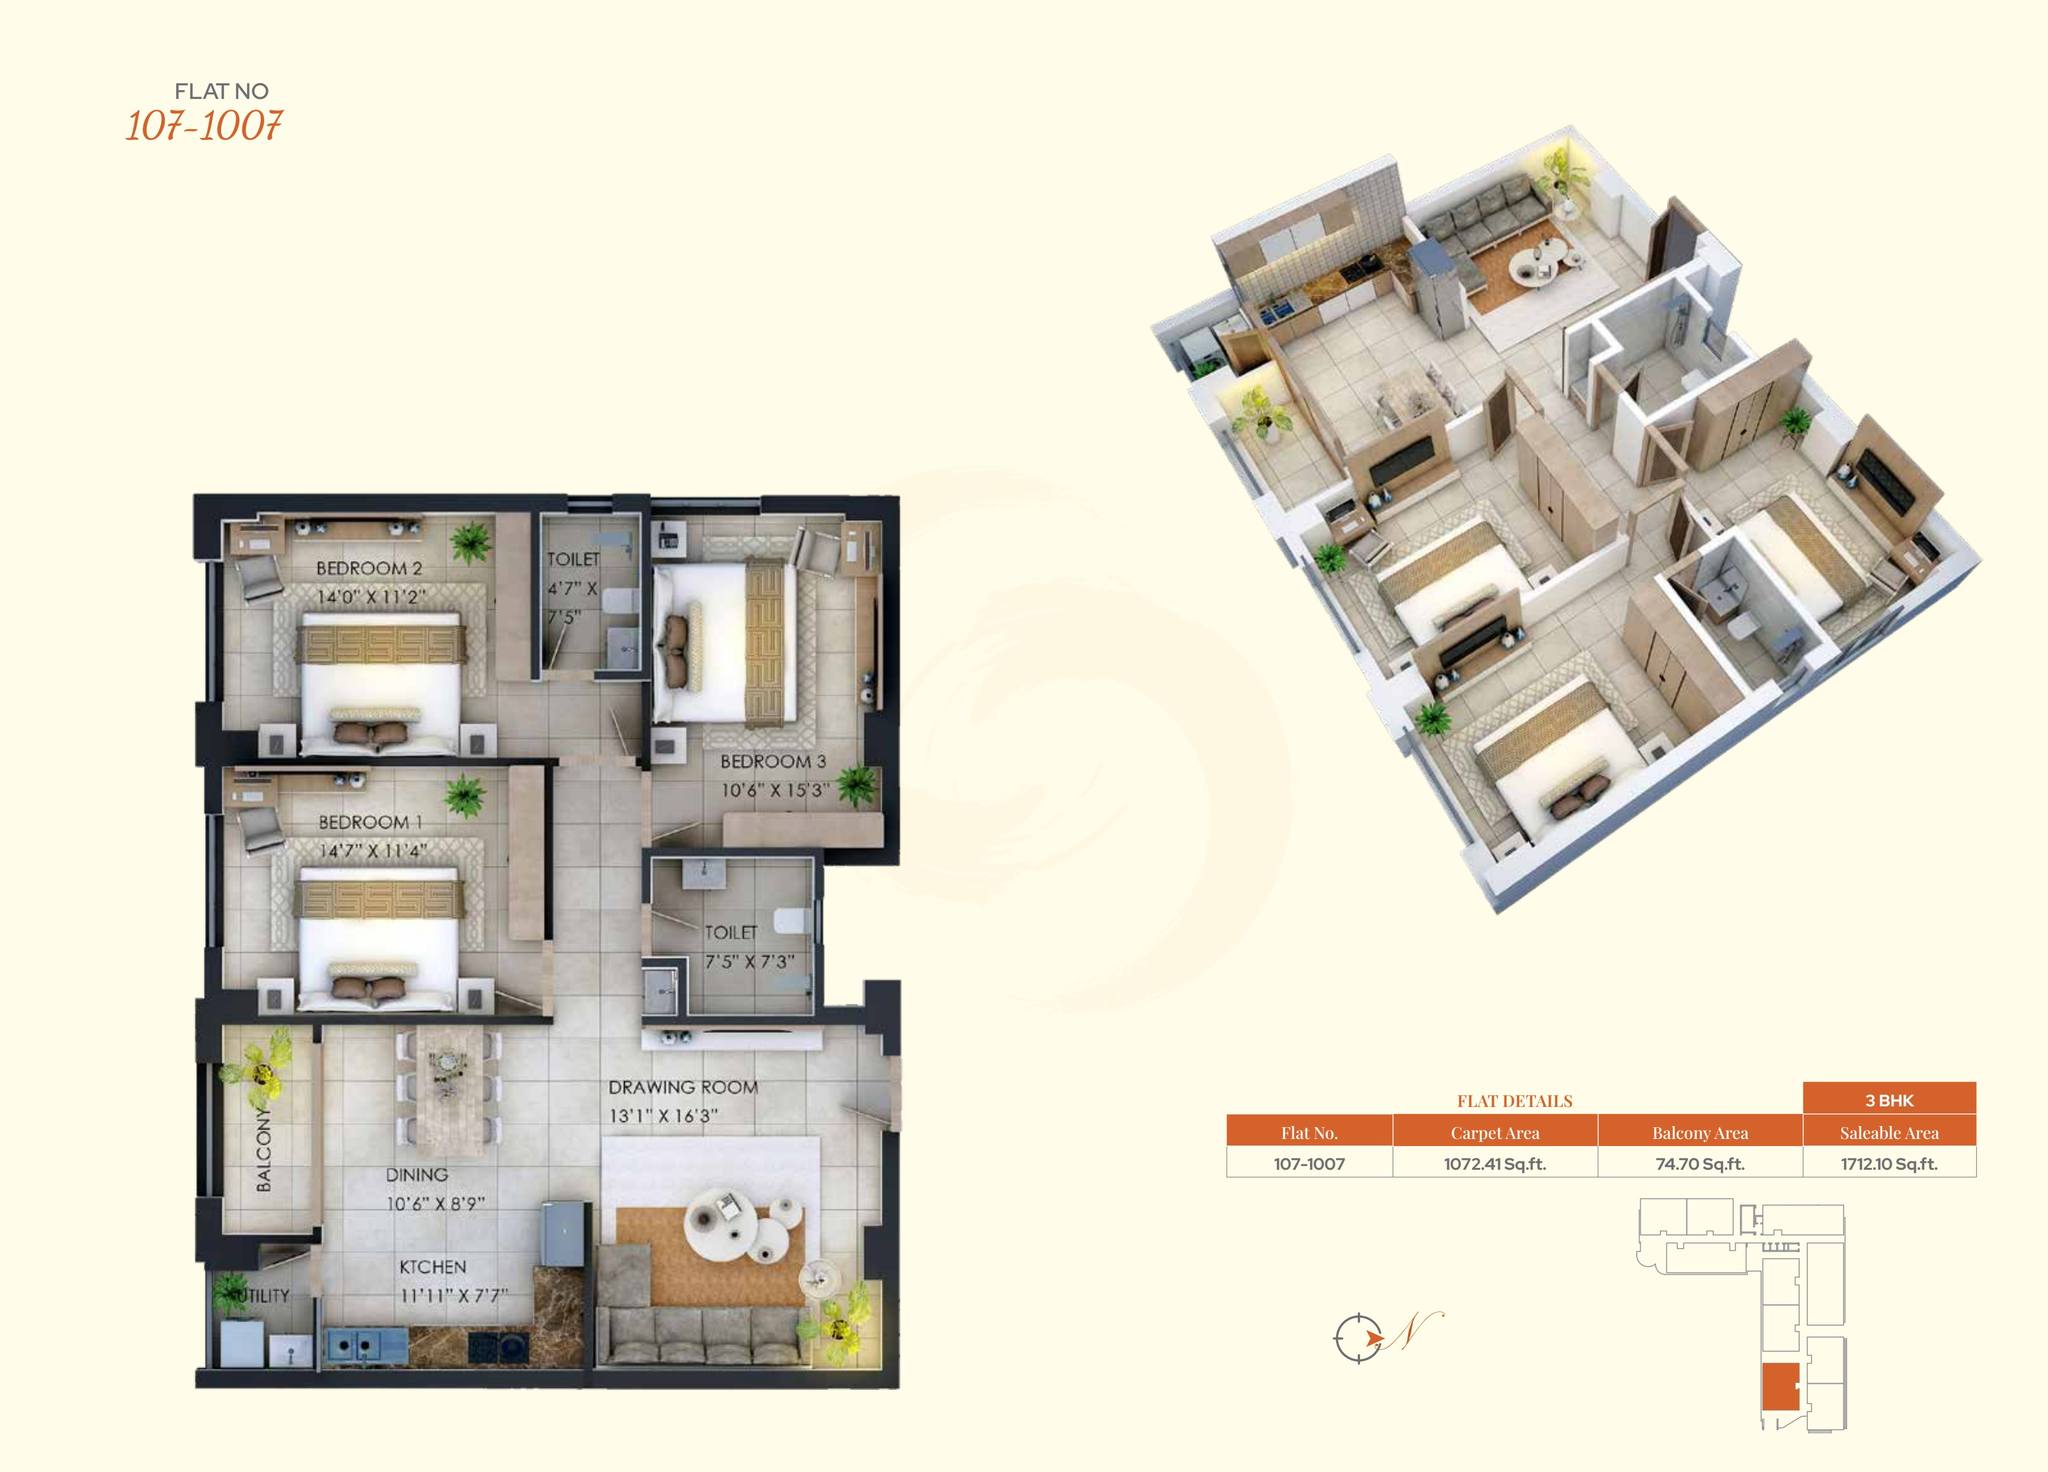 FLAT NO
107-1007
BEDROOM 2
14'0" X 11'2"
TOILET
4'7" X
7'5"
BEDROOM 3
10'6" X 15'3"
BEDROOM 1
14'7" X 11'4"
TOILET
7'5" X 7'3"
DRAWING ROOM
13'1" X 16'3"
BALCONY
DINING
10'6" X 8'9"
KTCHEN
11'11" X 7'7"
UTILITY
FLAT DETAILS
3 BHK
Flat No. Carpet Area Balcony Area Saleable Area
107-1007 1072.41 Sq.ft. 74.70 Sq.ft. 1712.10 Sq.ft.
N